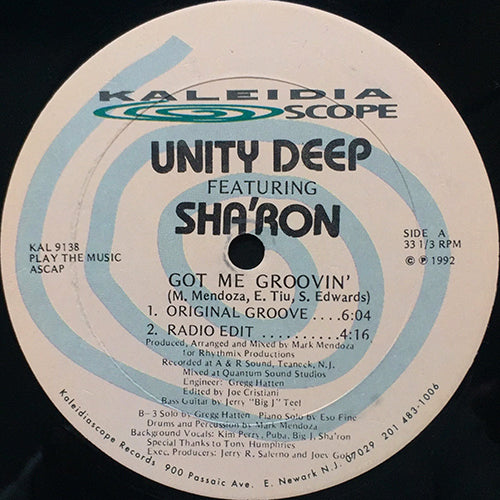 KALEIDIA
SCOPE
UNITY DEEP
FEATURING
SHA'RON
KAL 9138
PLAY THE MUSIC
ASCAP
SIDE A
33 1/3 RPM
© ℗ 1992
GOT ME GROOVIN'
(M. Mendoza, E. Tiu, S. Edwards)
1. ORIGINAL GROOVE ....6:04
2. RADIO EDIT ..........4:16
Produced, Arranged and Mixed by Mark Mendoza
for Rhythmix Productions
Recorded at A & R Sound, Teaneck, N.J.
Mixed at Quantum Sound Studios
Engineer: Gregg Hatten
Edited by Joe Cristiani
Bass Guitar by Jerry "Big J" Teel
B-3 Solo by Gregg Hatten Piano Solo by Eso Fine
Drums and Percussion by Mark Mendoza
Background Vocals: Kim Perry, Puba, Big J, Sha'ron
Special Thanks to Tony Humphries
Exec. Producers: Jerry R. Salerno and Joey Gold
Kaleidiascope Records 900 Passaic Ave. E. Newark N.J. 07029 201 483-1006